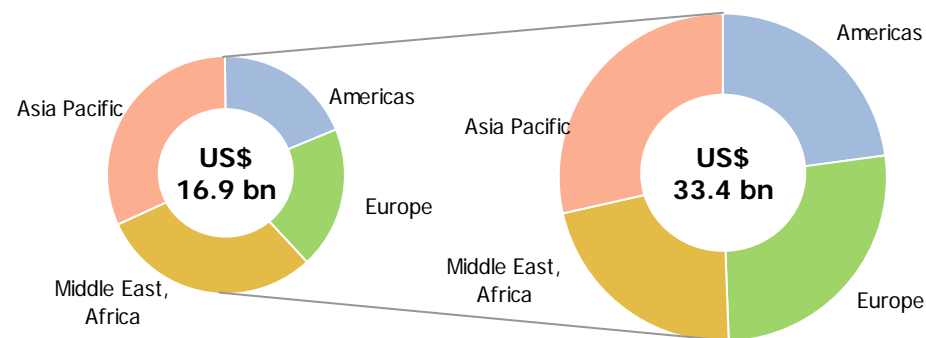 Americas
Asia Pacific
US$
16.9 bn
Europe
Middle East,
Africa
Americas
Asia Pacific
US$
33.4 bn
Middle East,
Africa
Europe